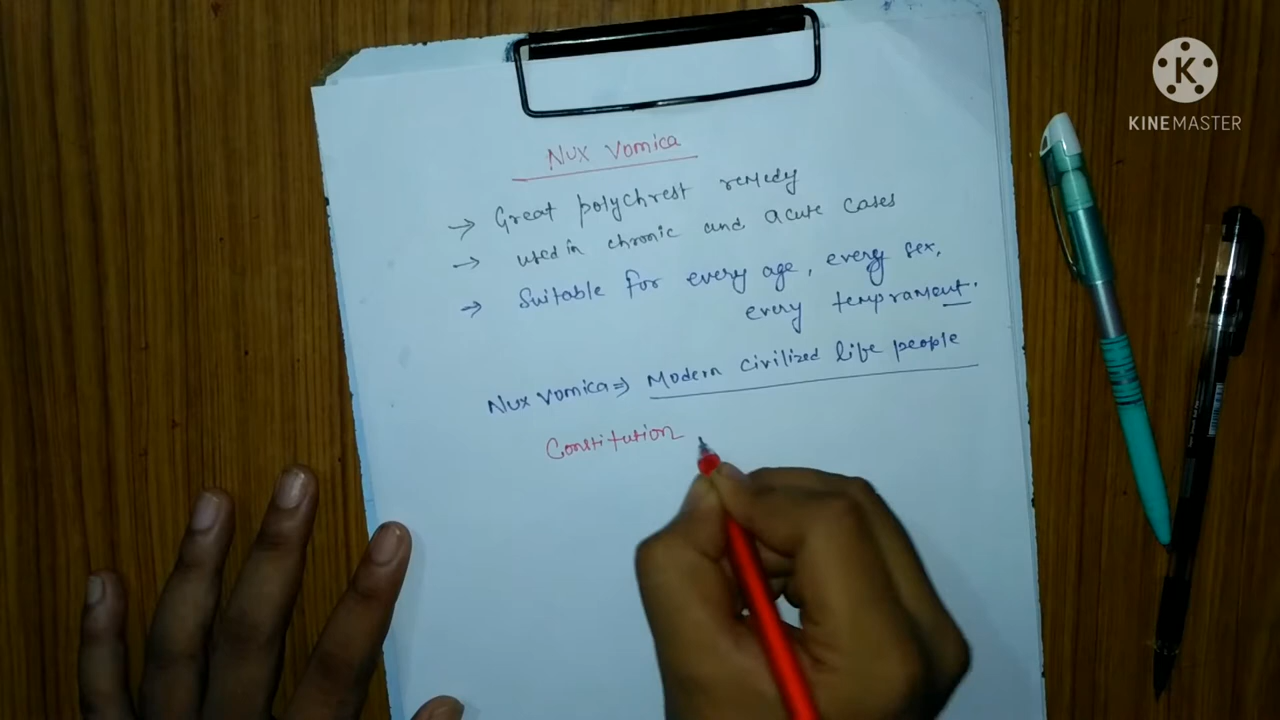 Nux Vomica
→ Great polychrest remedy
→ used in chronic and acute cases
→ Suitable for every age, every sex,
every temprament.
Nux vomica ⇒ Modern civilized life people
Constitution
K
KINEMASTER